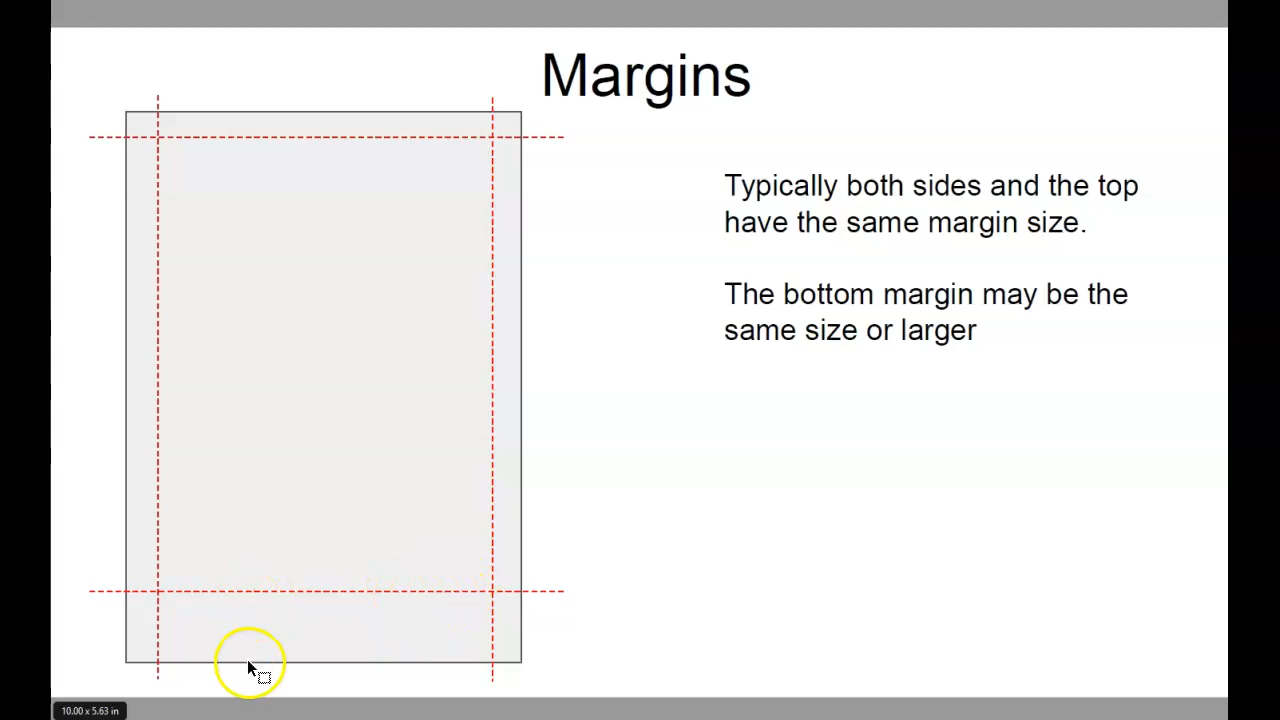 Margins
Typically both sides and the top
have the same margin size.
The bottom margin may be the
same size or larger
10.00 x 5.63 in